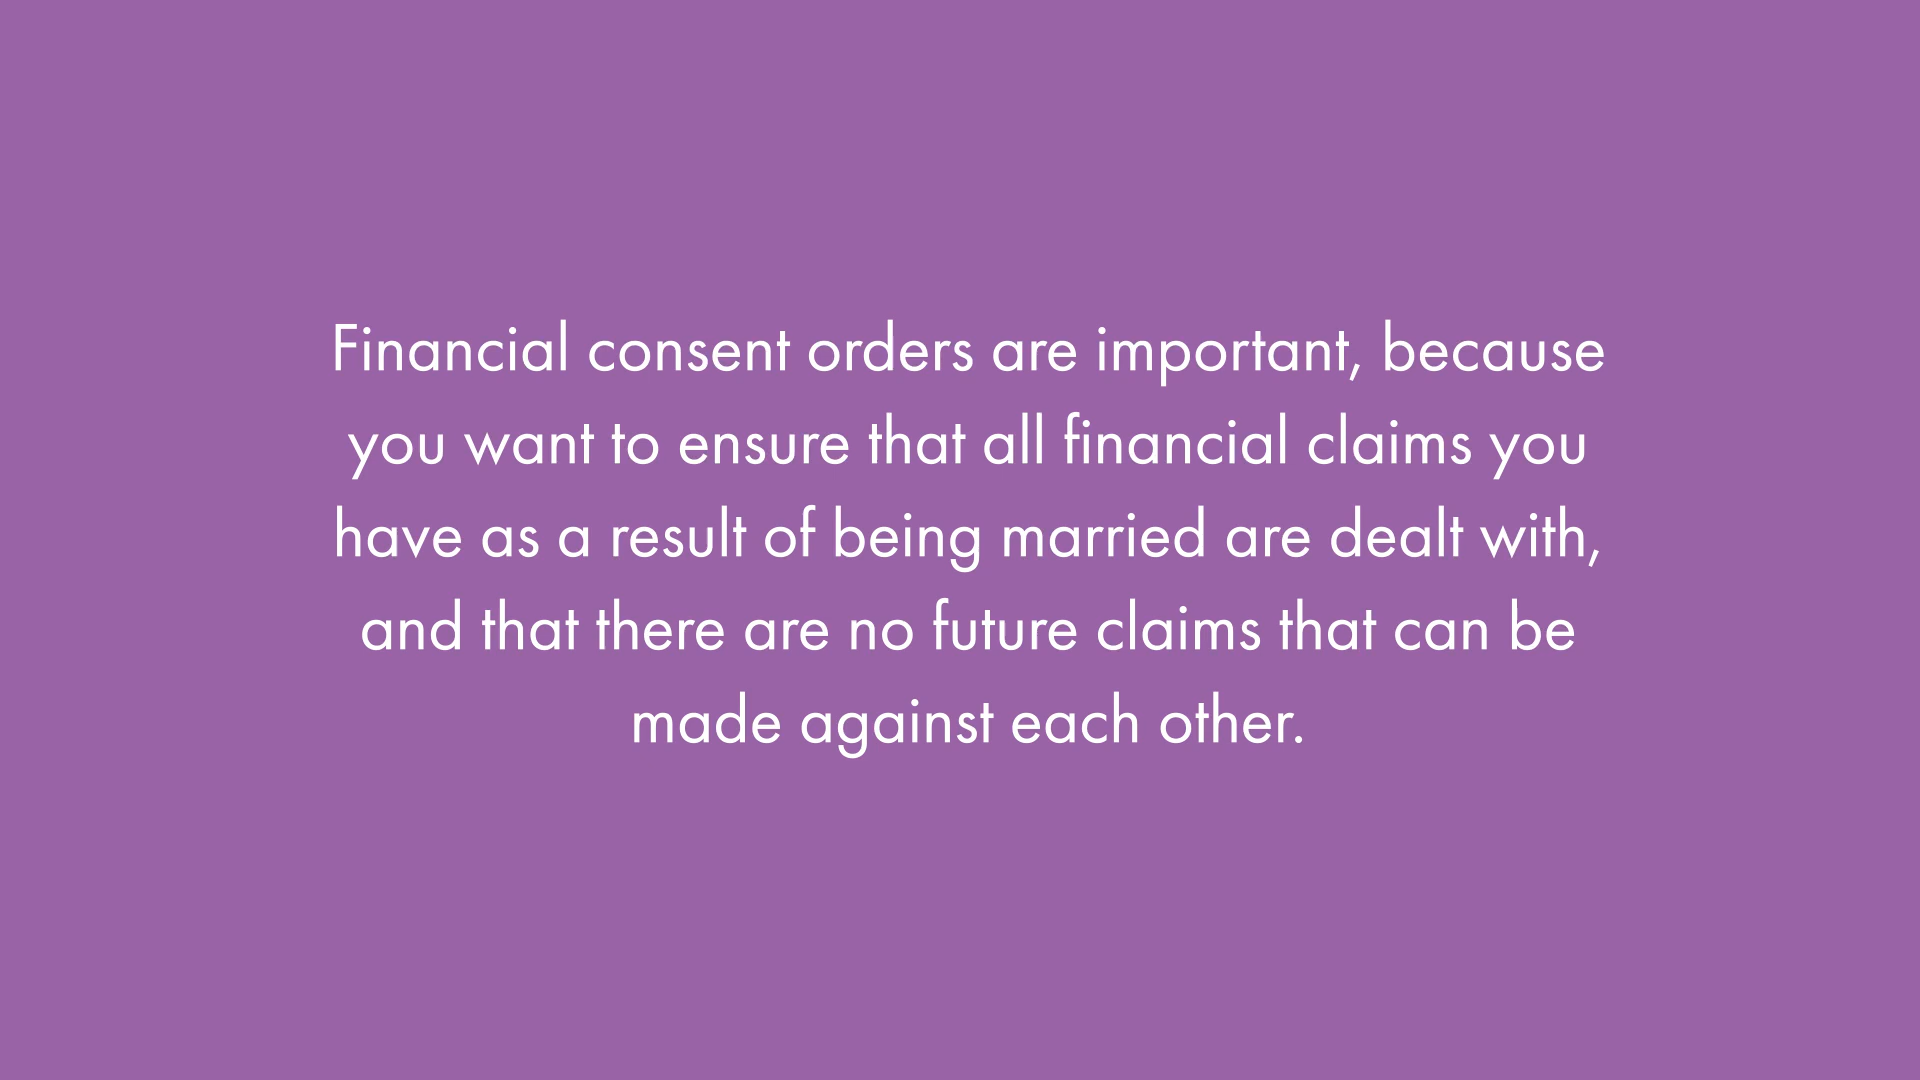 Financial consent orders are important, because
you want to ensure that all financial claims you
have as a result of being married are dealt with,
and that there are no future claims that can be
made against each other.